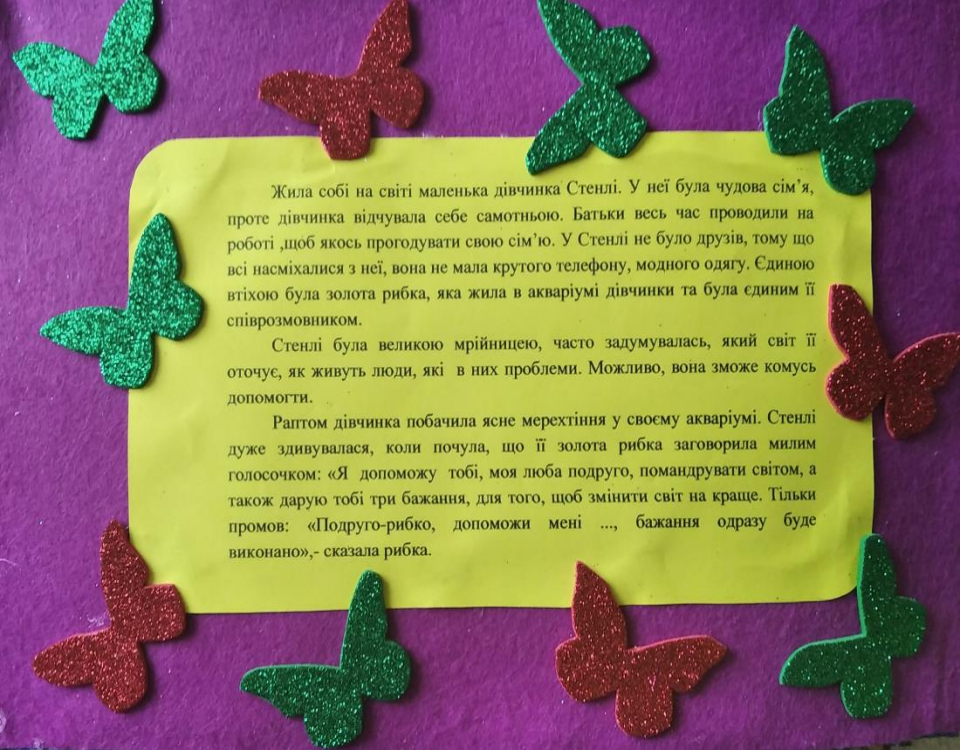 Жила собі на світі маленька дівчинка Стенлі. У неї була чудова сім’я,
проте дівчинка відчувала себе самотньою. Батьки весь час проводили на
роботі ,щоб якось прогодувати свою сім’ю. У Стенлі не було друзів, тому що
всі насміхалися з неї, вона не мала крутого телефону, модного одягу. Єдиною
втіхою була золота рибка, яка жила в акваріумі дівчинки та була єдиним її
співрозмовником.
Стенлі була великою мрійницею, часто задумувалась, який світ її
оточує, як живуть люди, які в них проблеми. Можливо, вона зможе комусь
допомогти.
Раптом дівчинка побачила ясне мерехтіння у своєму акваріумі. Стенлі
дуже здивувалася, коли почула, що її золота рибка заговорила милим
голосочком: «Я допоможу тобі, моя люба подруго, помандрувати світом, а
також дарую тобі три бажання, для того, щоб змінити світ на краще. Тільки
промов: «Подруго-рибко, допоможи мені ..., бажання одразу буде
виконано»,- сказала рибка.